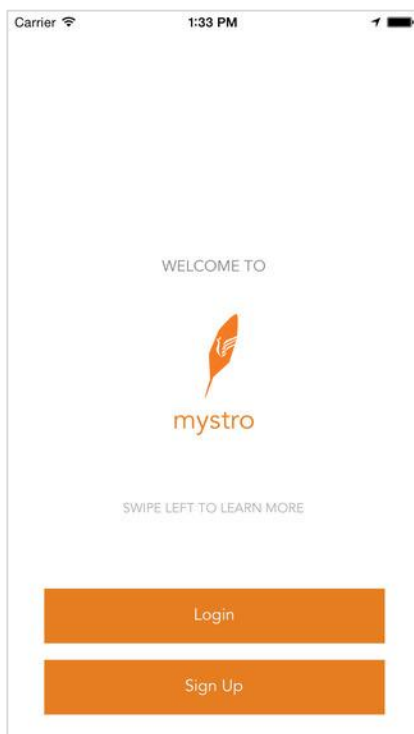 Carrier 1:33 PM
WELCOME TO
mystro
SWIPE LEFT TO LEARN MORE
Login
Sign Up